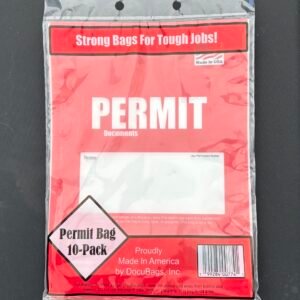 Strong Bags For Tough Jobs!
Made In USA
PERMIT
Documents
Permit Bag
10-Pack
Proudly
Made In America
by DocuBags, Inc.